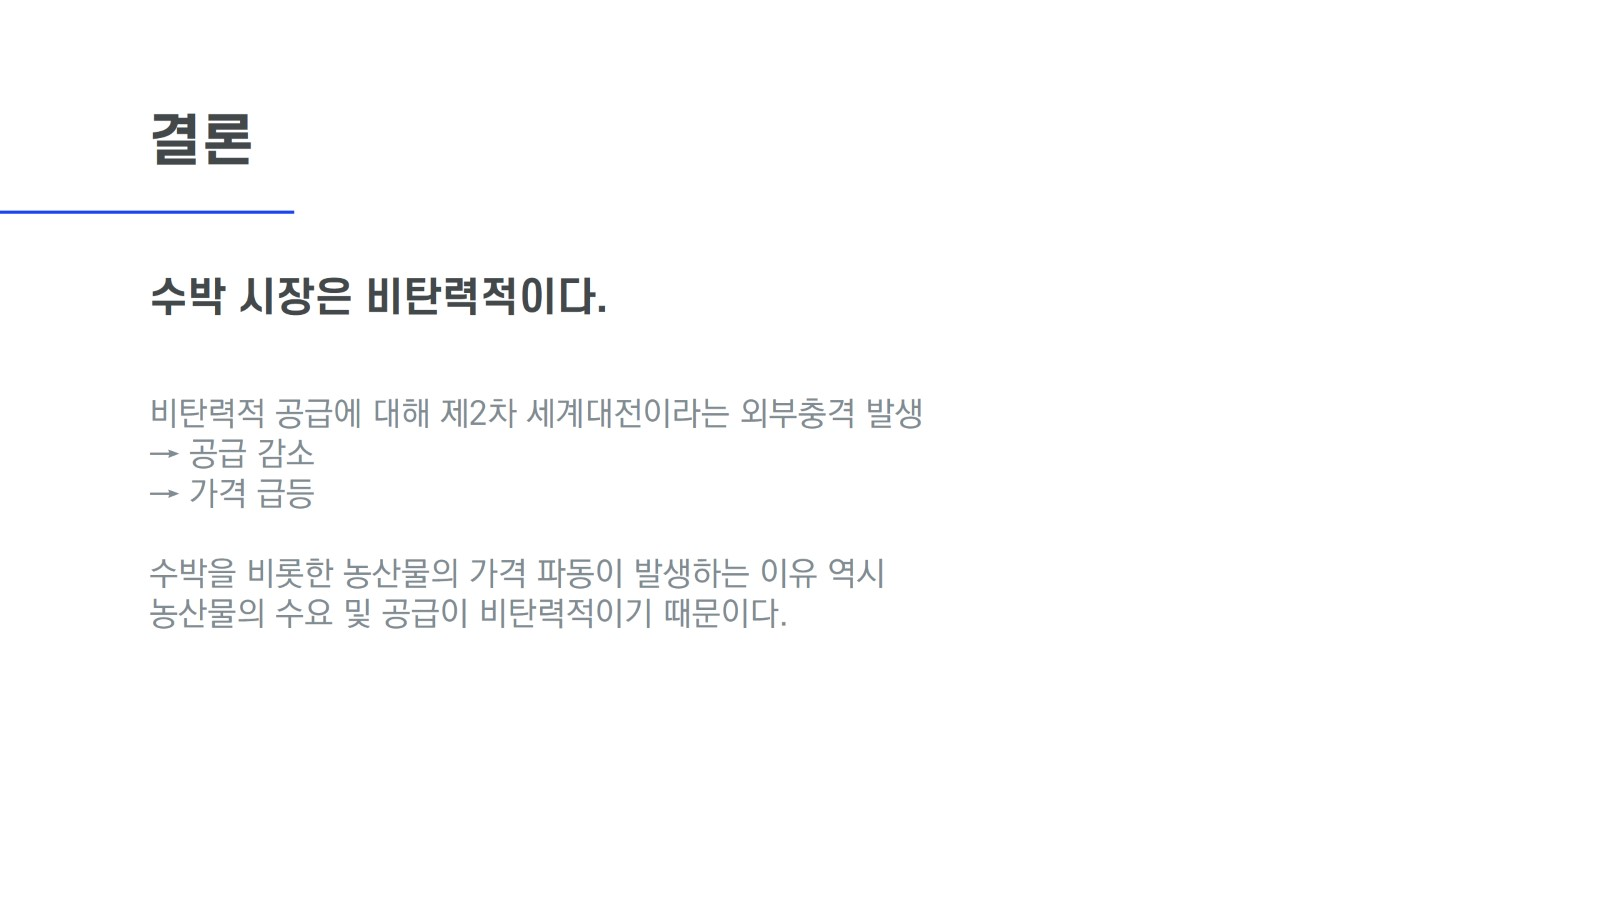 결론
수박 시장은 비탄력적이다.
비탄력적 공급에 대해 제2차 세계대전이라는 외부충격 발생
→ 공급 감소
→ 가격 급등
수박을 비롯한 농산물의 가격 파동이 발생하는 이유 역시
농산물의 수요 및 공급이 비탄력적이기 때문이다.